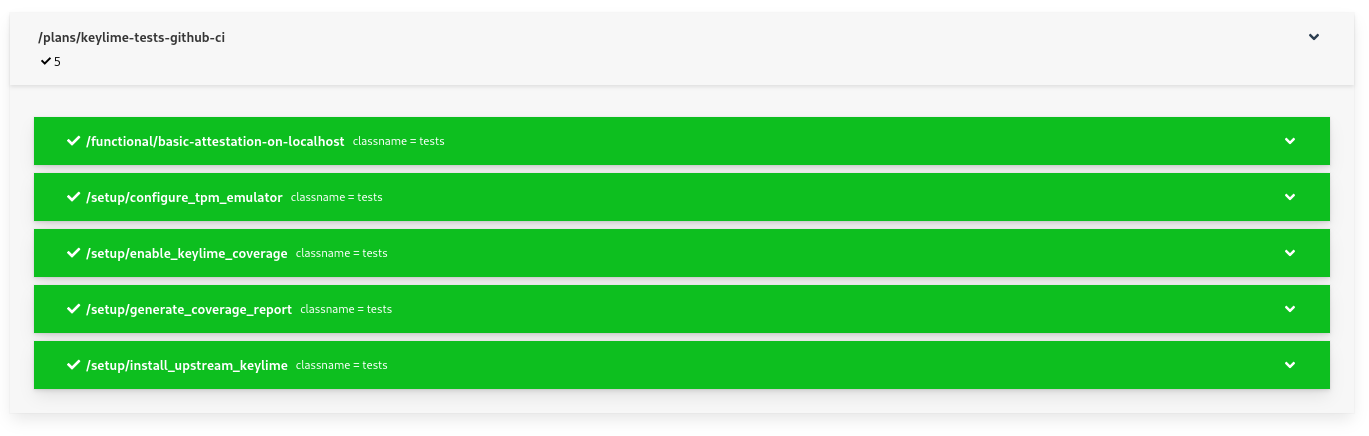 /plans/keylime-tests-github-ci
5
/functional/basic-attestation-on-localhost classname = tests
/setup/configure_tpm_emulator classname = tests
/setup/enable_keylime_coverage classname = tests
/setup/generate_coverage_report classname = tests
/setup/install_upstream_keylime classname = tests